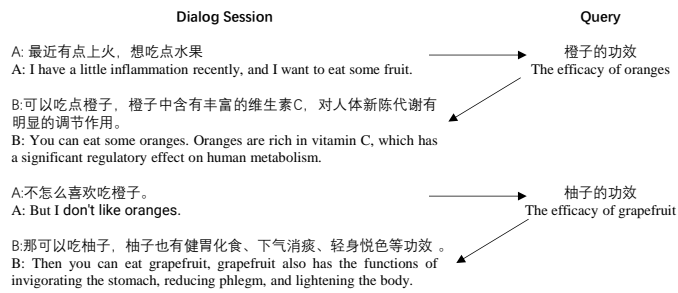 Dialog Session
Query
A: 最近有点上火，想吃点水果
A: I have a little inflammation recently, and I want to eat some fruit.
橙子的功效
The efficacy of oranges
B:可以吃点橙子，橙子中含有丰富的维生素C，对人体新陈代谢有
明显的调节作用。
B: You can eat some oranges. Oranges are rich in vitamin C, which has
a significant regulatory effect on human metabolism.
A:不怎么喜欢吃橙子。
A: But I don't like oranges.
柚子的功效
The efficacy of grapefruit
B:那可以吃柚子，柚子也有健胃化食、下气消痰、轻身悦色等功效 。
B: Then you can eat grapefruit, grapefruit also has the functions of
invigorating the stomach, reducing phlegm, and lightening the body.